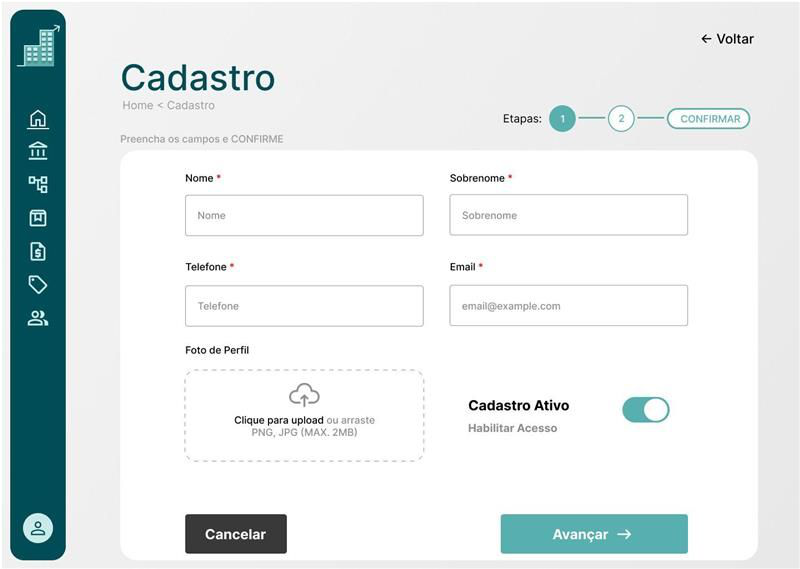 ← Voltar
Cadastro
Home < Cadastro
Etapas: 1 2 CONFIRMAR
Preencha os campos e CONFIRME
Nome * Sobrenome *
Nome Sobrenome
Telefone * Email *
Telefone email@example.com
Foto de Perfil
Clique para upload ou arraste
PNG, JPG (MAX. 2MB)
Cadastro Ativo
Habilitar Acesso
Cancelar Avançar →